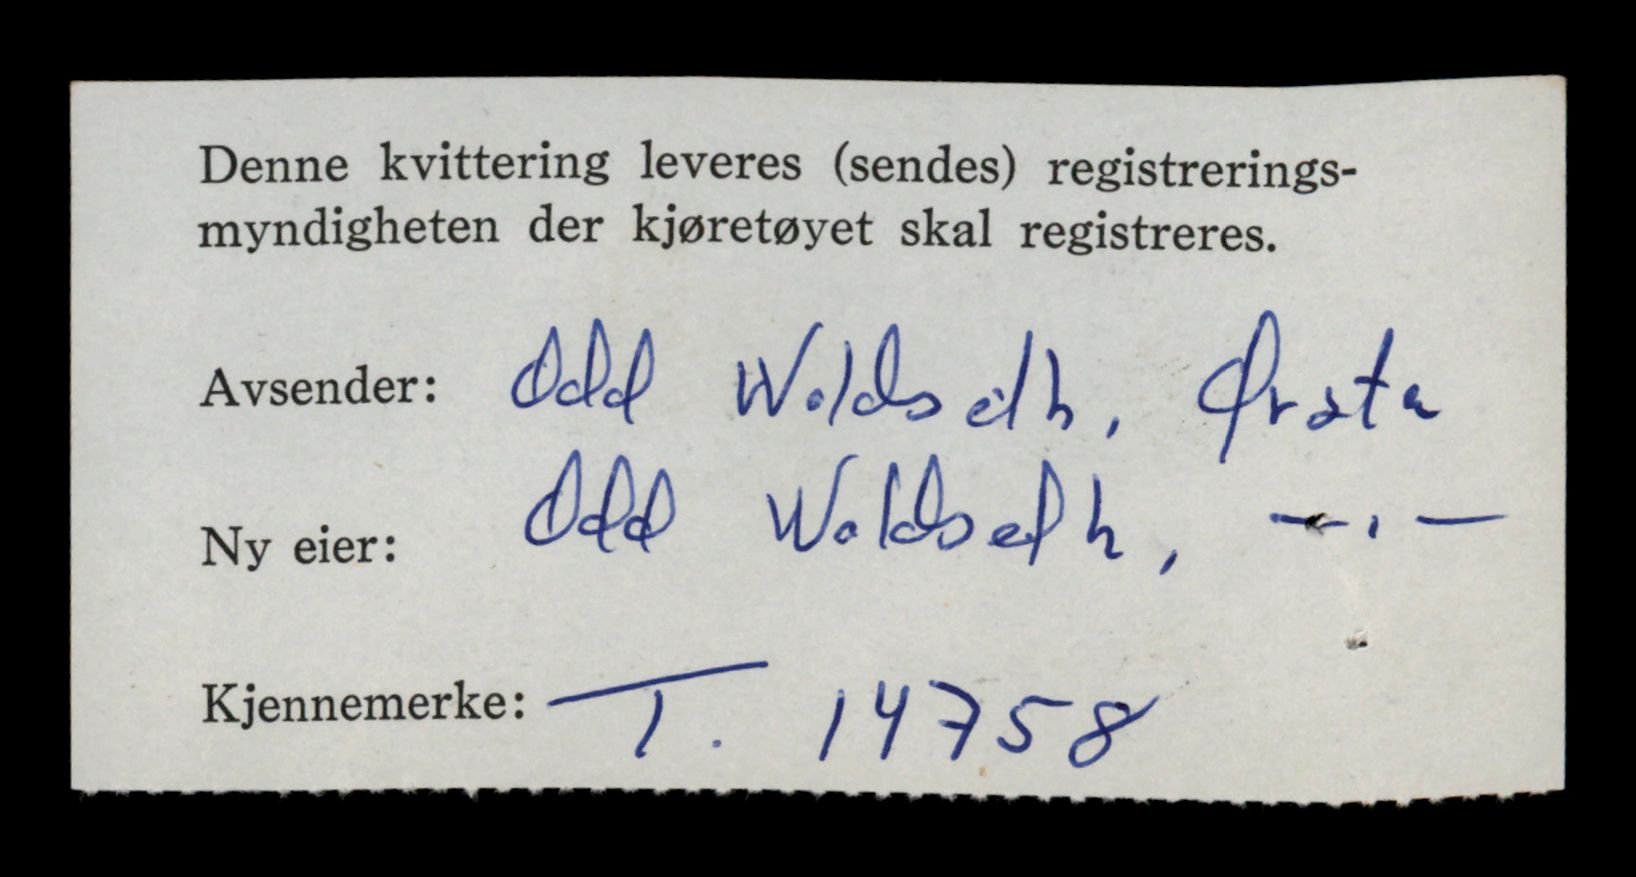 Denne kvittering leveres (sendes) registrerings-
myndigheten der kjøretøyet skal registreres.
Avsender: Odd Woldseth, Ørsta
Ny eier: Odd Woldseth, — . —
Kjennemerke: T. 14758